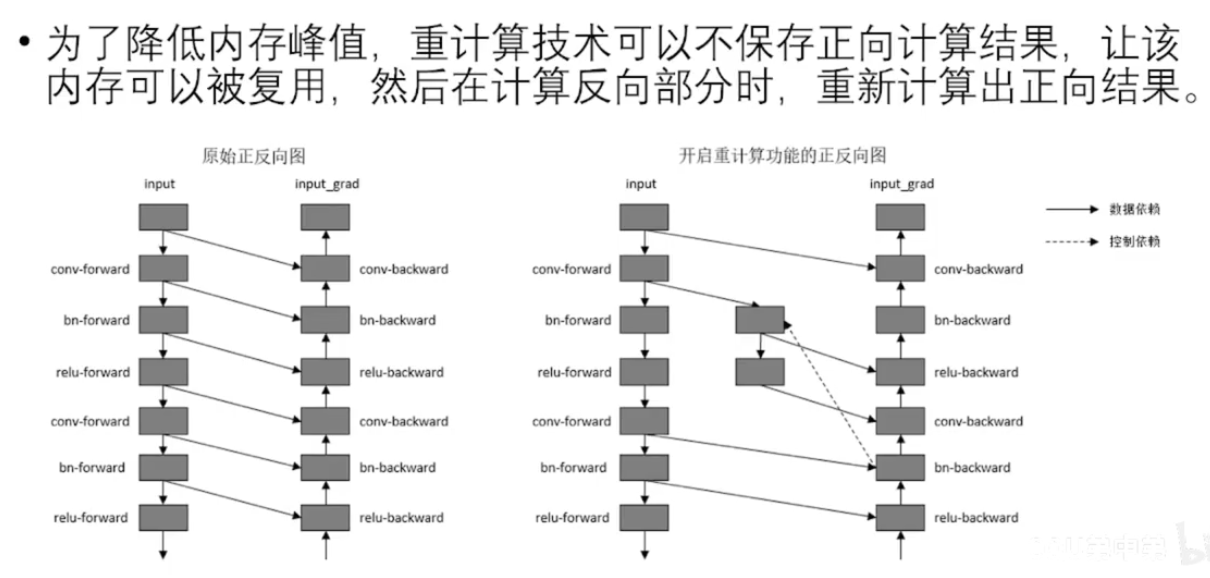 • 为了降低内存峰值，重计算技术可以不保存正向计算结果，让该
内存可以被复用，然后在计算反向部分时，重新计算出正向结果。
原始正反向图
input
input_grad
conv-forward
conv-backward
bn-forward
bn-backward
relu-forward
relu-backward
conv-forward
conv-backward
bn-forward
bn-backward
relu-forward
relu-backward
开启重计算功能的正反向图
input
input_grad
conv-forward
conv-backward
bn-forward
bn-backward
relu-forward
relu-backward
conv-forward
conv-backward
bn-forward
bn-backward
relu-forward
relu-backward
数据依赖
控制依赖